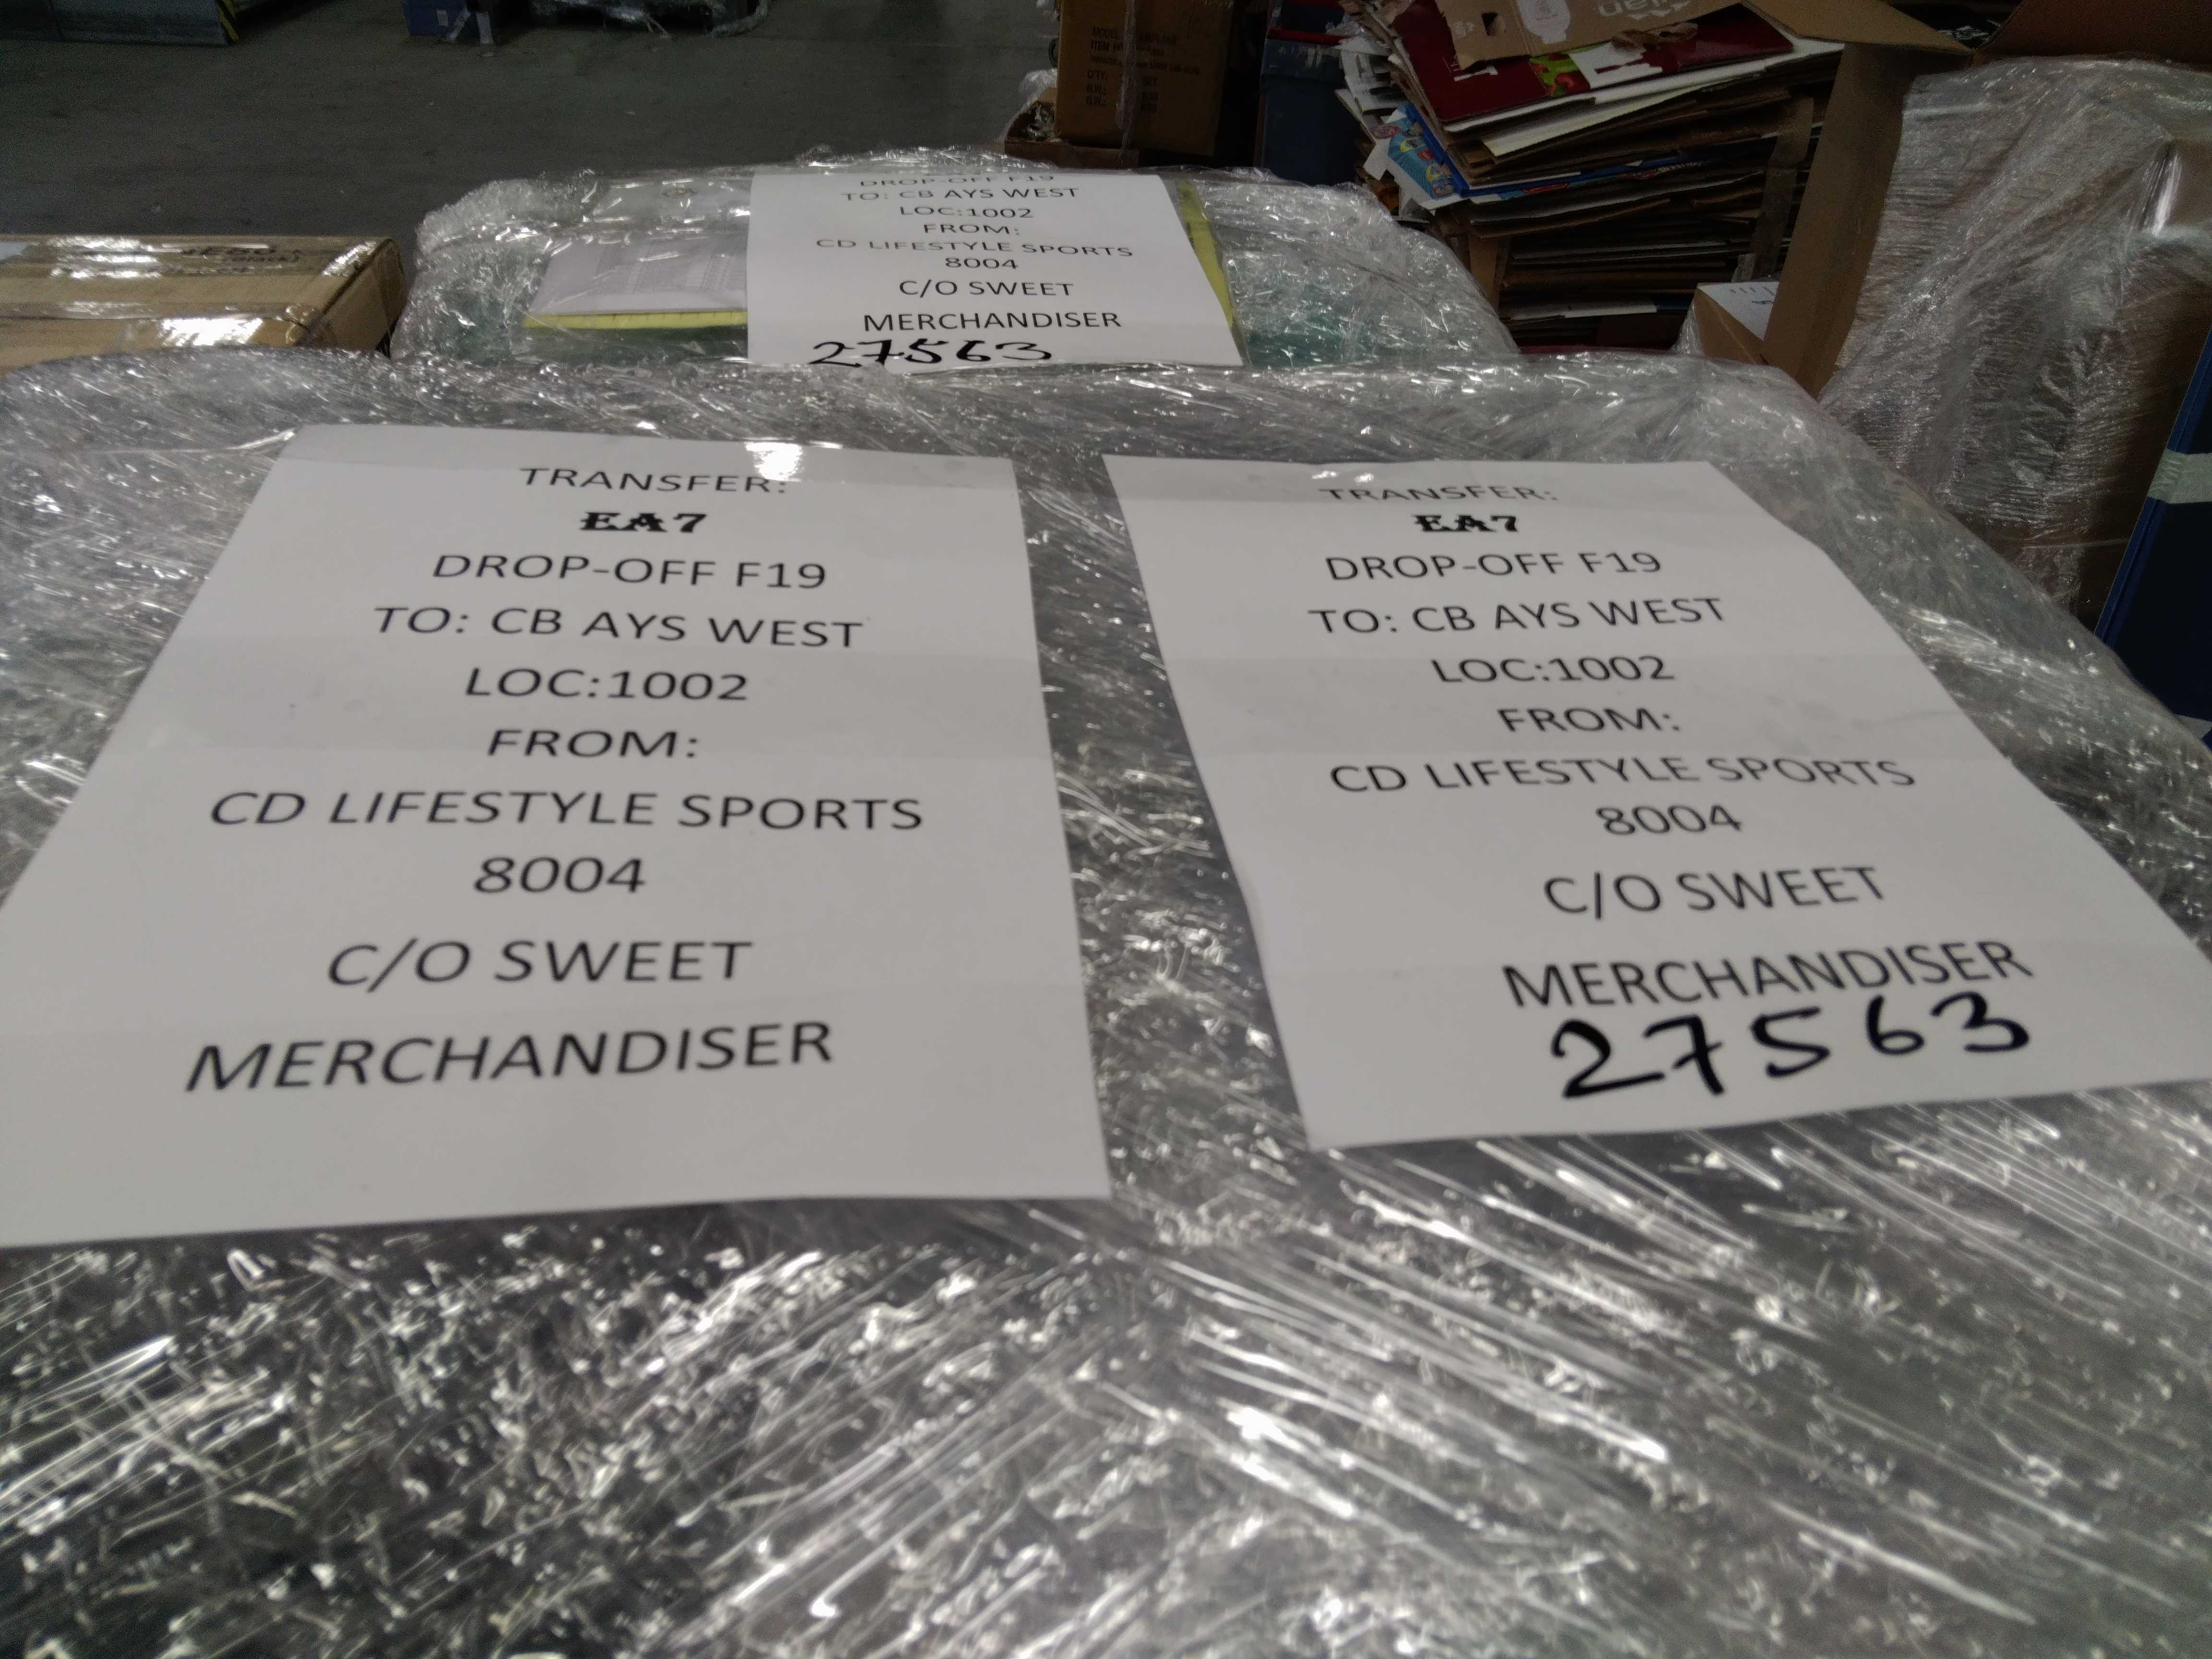 DROP-OFF F19
TO: CB AYS WEST
LOC:1002
FROM:
CD LIFESTYLE SPORTS
8004
C/O SWEET
MERCHANDISER
27563
TRANSFER:
EA7
DROP-OFF F19
TO: CB AYS WEST
LOC:1002
FROM:
CD LIFESTYLE SPORTS
8004
C/O SWEET
MERCHANDISER
TRANSFER:
EA7
DROP-OFF F19
TO: CB AYS WEST
LOC:1002
FROM:
CD LIFESTYLE SPORTS
8004
C/O SWEET
MERCHANDISER
27563